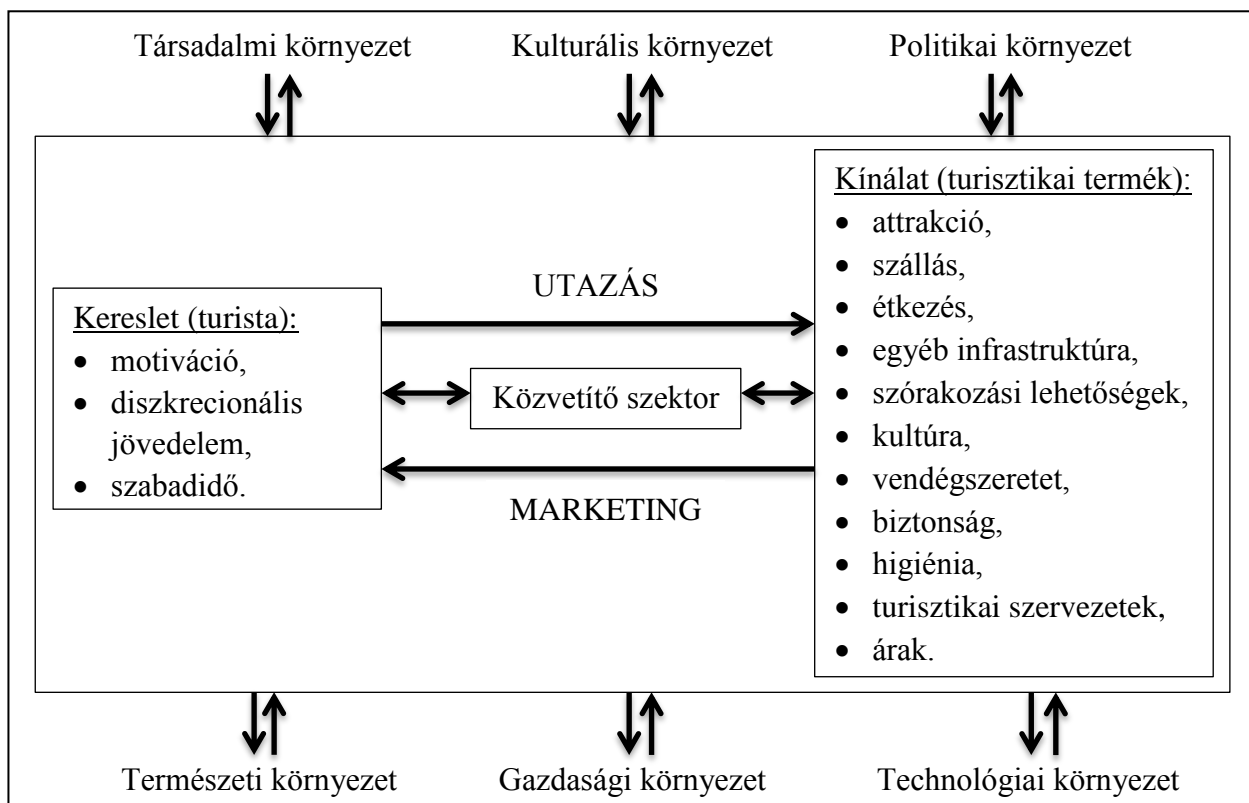 Társadalmi környezet
Kulturális környezet
Politikai környezet
Kereslet (turista):
• motiváció,
• diszkrecionális
jövedelem,
• szabadidő.
UTAZÁS
Közvetítő szektor
MARKETING
Kínálat (turisztikai termék):
• attrakció,
• szállás,
• étkezés,
• egyéb infrastruktúra,
• szórakozási lehetőségek,
• kultúra,
• vendégszeretet,
• biztonság,
• higiénia,
• turisztikai szervezetek,
• árak.
Természeti környezet
Gazdasági környezet
Technológiai környezet